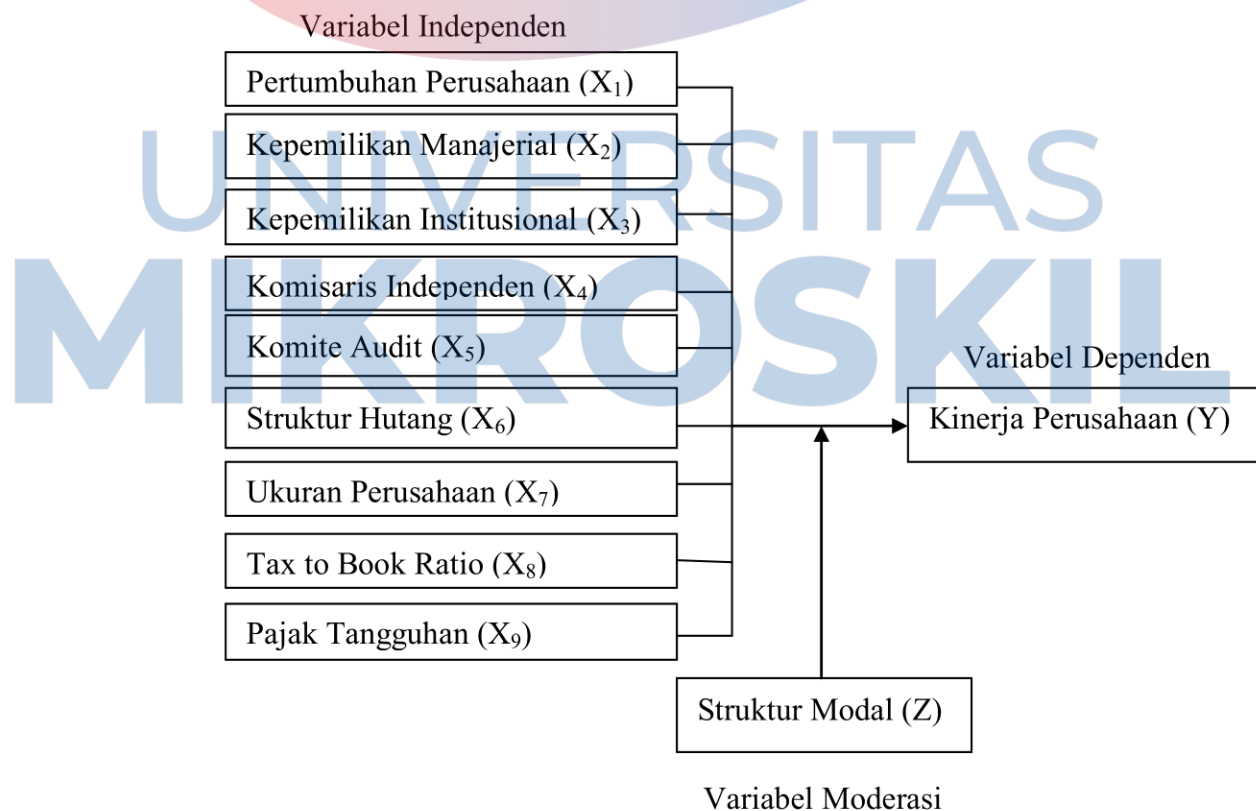 Variabel Independen
Pertumbuhan Perusahaan (X₁)
Kepemilikan Manajerial (X₂)
Kepemilikan Institusional (X₃)
Komisaris Independen (X₄)
Komite Audit (X₅)
Struktur Hutang (X₆)
Ukuran Perusahaan (X₇)
Tax to Book Ratio (X₈)
Pajak Tangguhan (X₉)
Variabel Dependen
Kinerja Perusahaan (Y)
Struktur Modal (Z)
Variabel Moderasi
UNIVERSITAS
MIKROSKIL